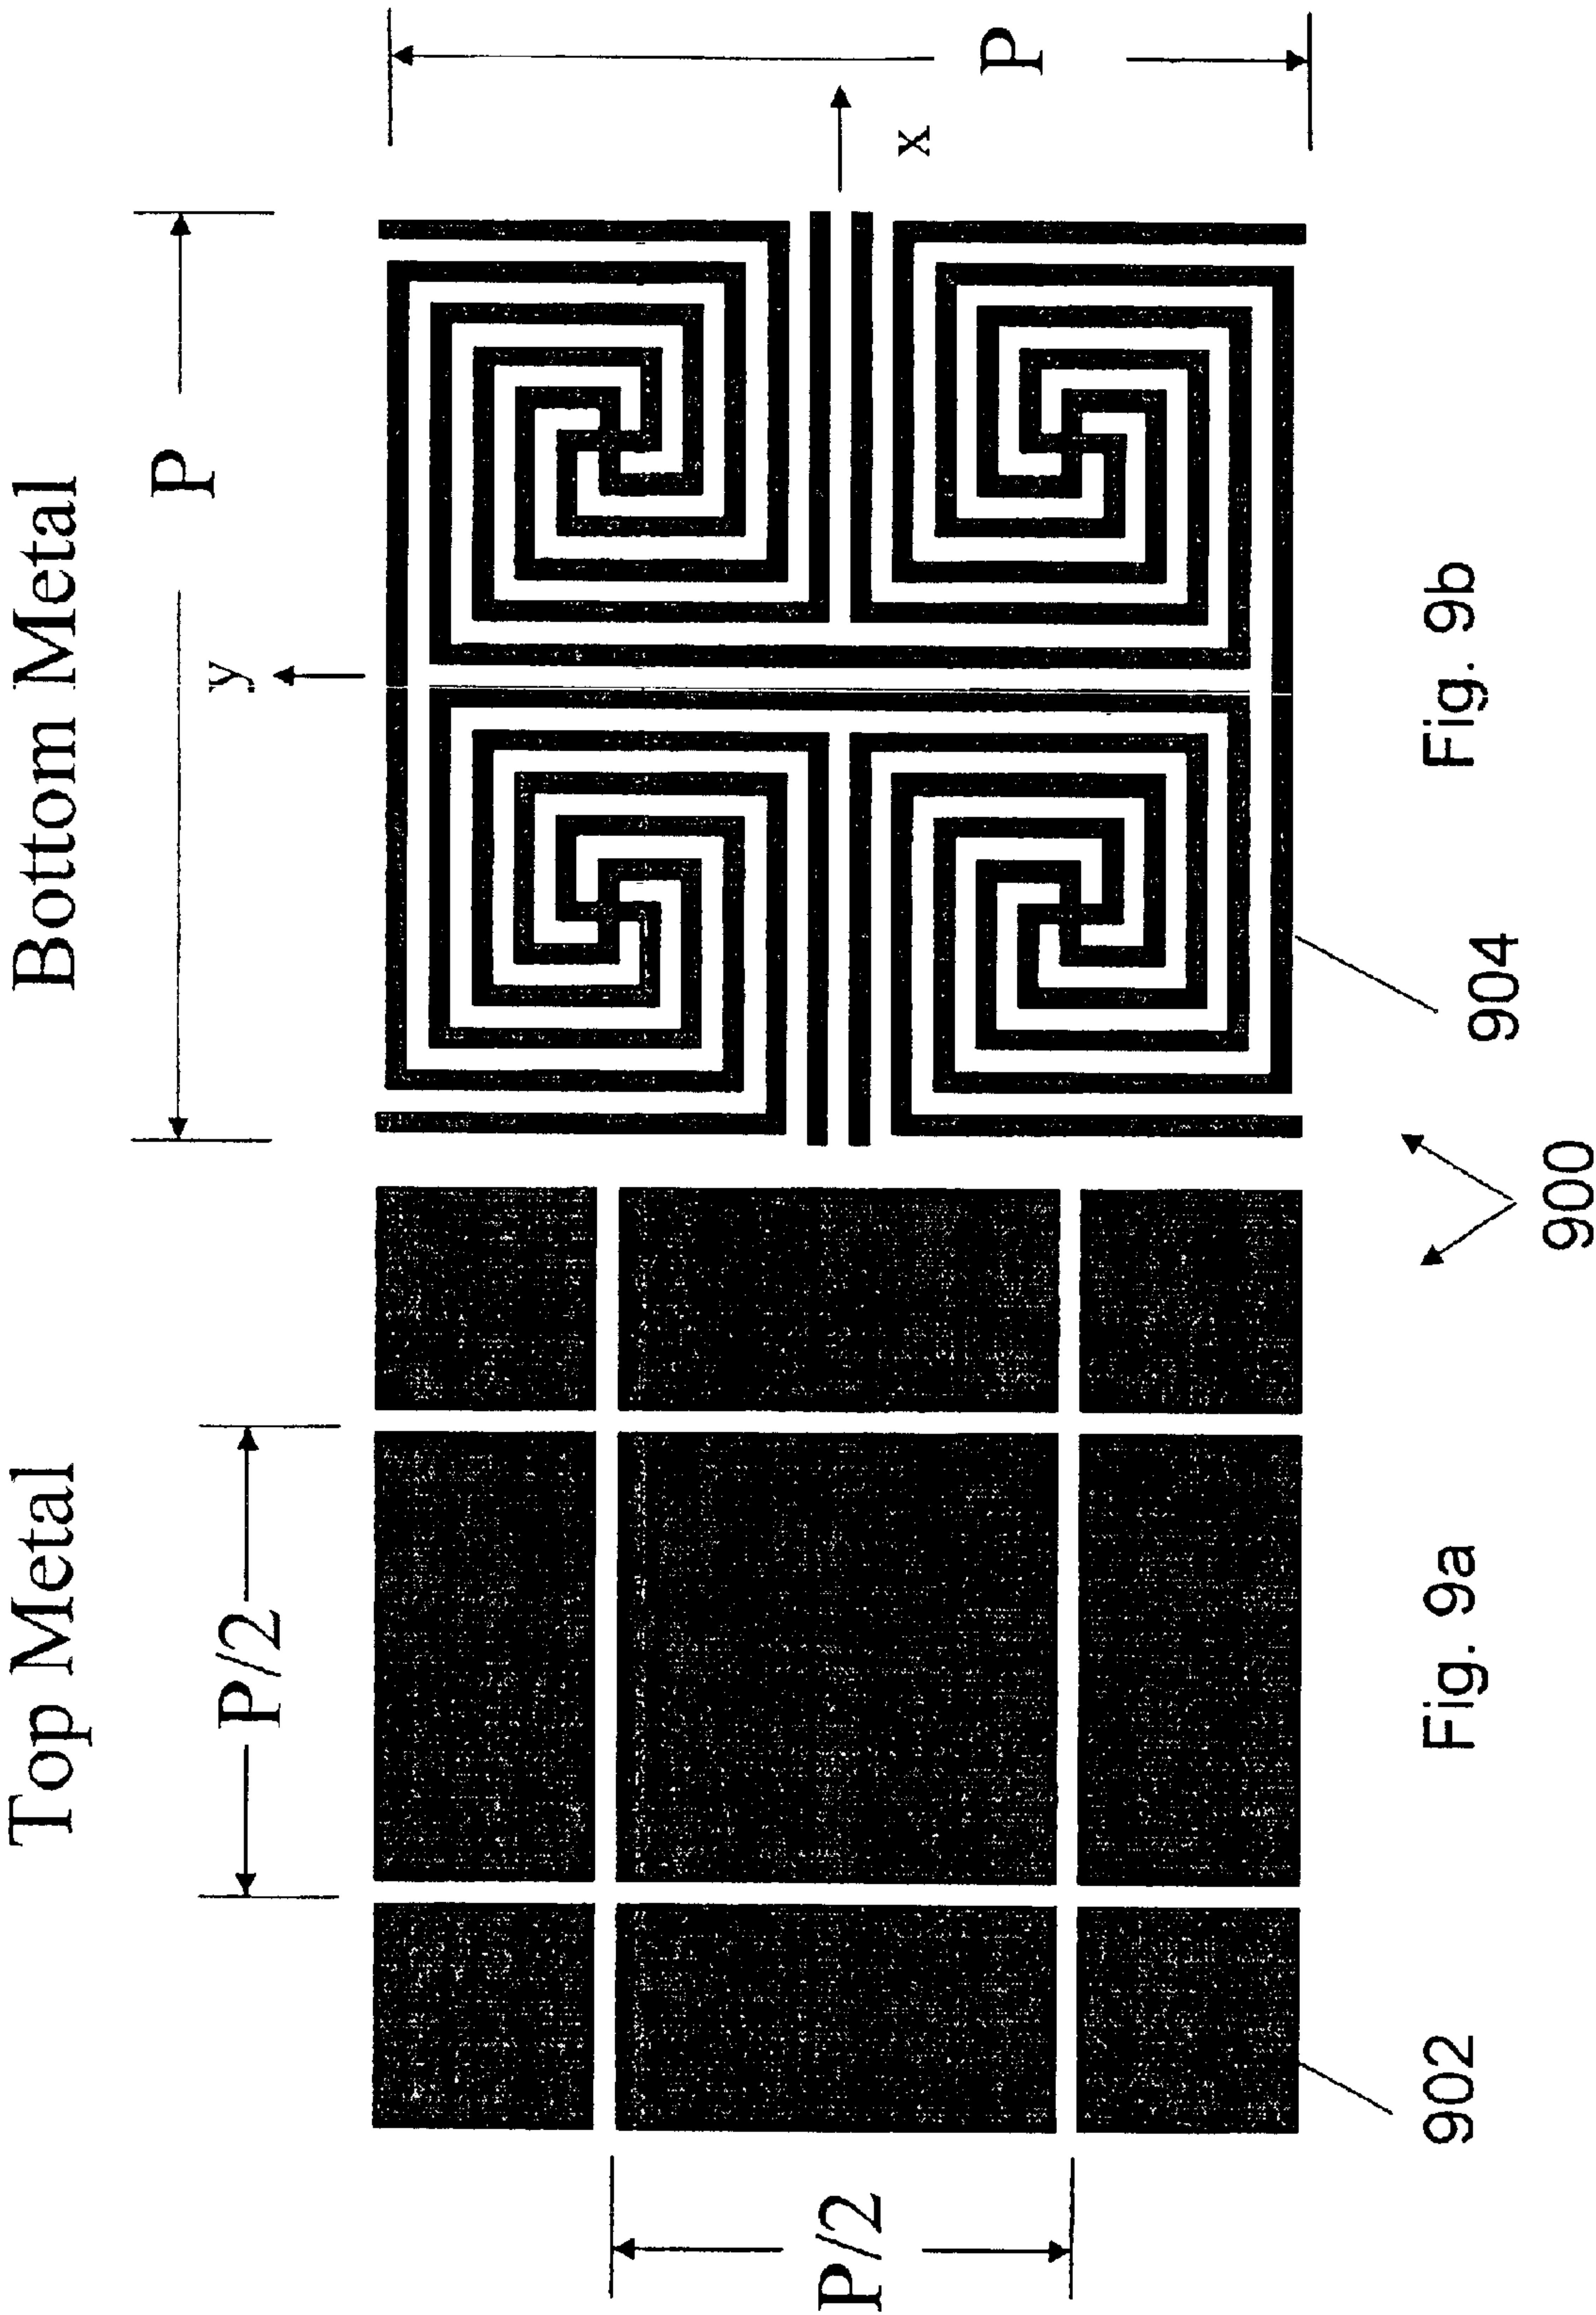 Top Metal
Bottom Metal
P/2
P
y
P/2
x
P
902
904
900
Fig. 9a
Fig. 9b